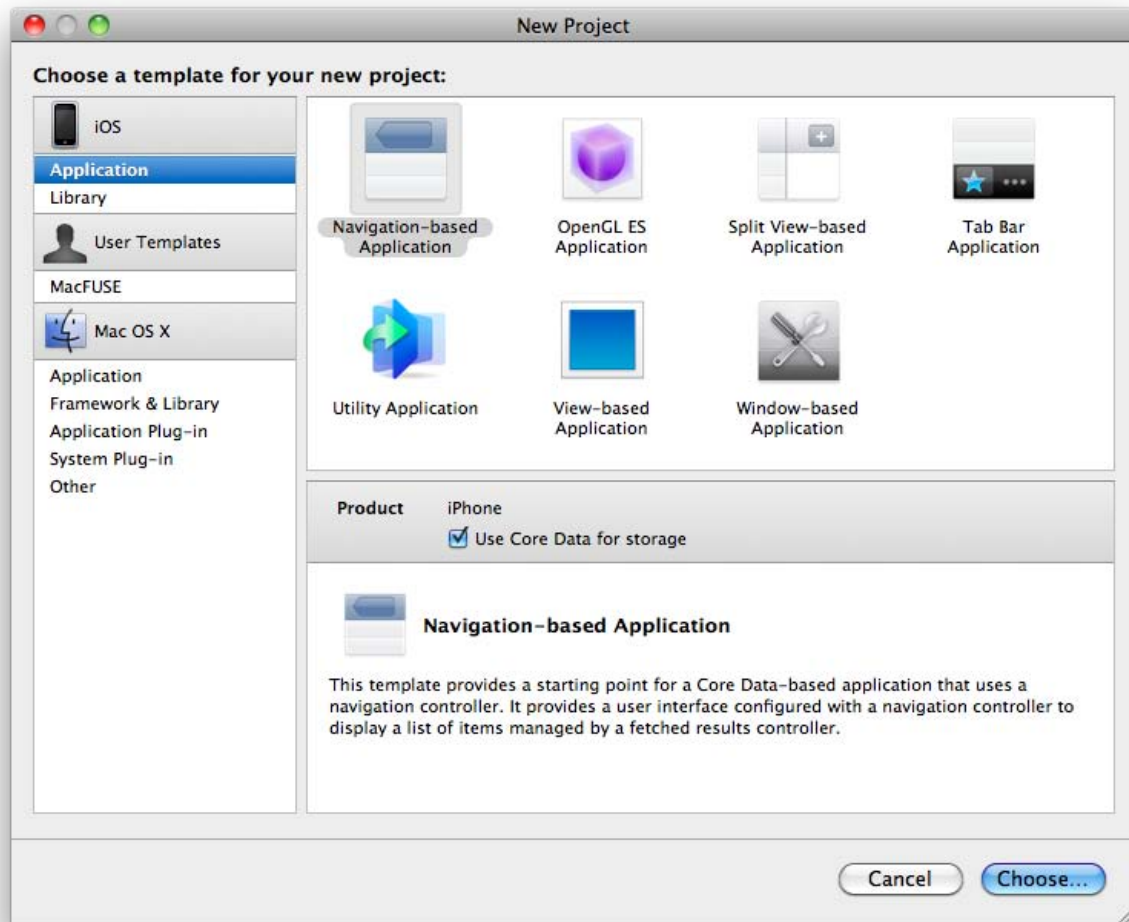 New Project
Choose a template for your new project:
iOS
Application
Library
User Templates
MacFUSE
Mac OS X
Application
Framework & Library
Application Plug-in
System Plug-in
Other
Navigation-based
Application
OpenGL ES
Application
Split View-based
Application
Tab Bar
Application
Utility Application
View-based
Application
Window-based
Application
Product iPhone
Use Core Data for storage
Navigation-based Application
This template provides a starting point for a Core Data-based application that uses a
navigation controller. It provides a user interface configured with a navigation controller to
display a list of items managed by a fetched results controller.
Cancel Choose...